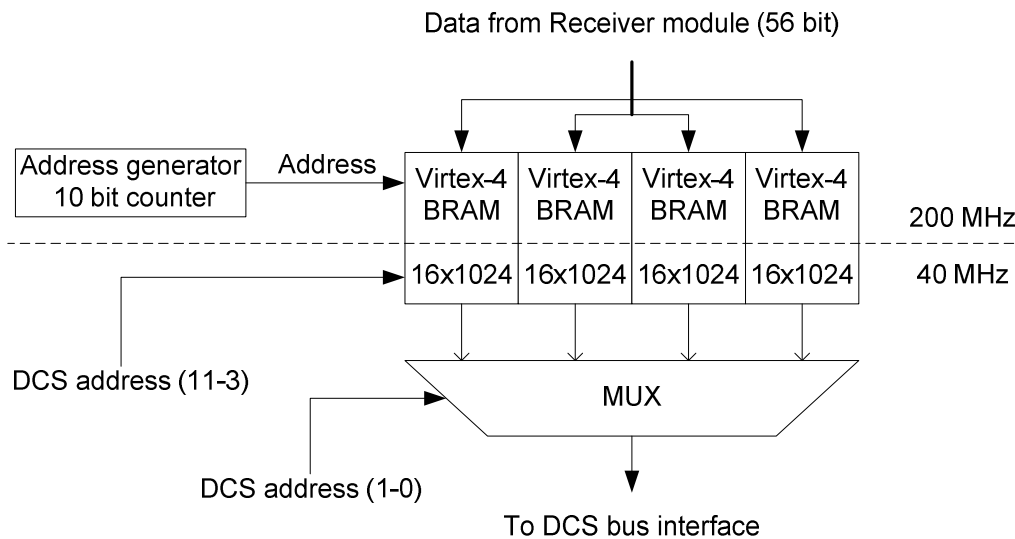 Data from Receiver module (56 bit)
Address generator
10 bit counter
Address
Virtex-4
BRAM
Virtex-4
BRAM
Virtex-4
BRAM
Virtex-4
BRAM
200 MHz
16x1024
16x1024
16x1024
16x1024
40 MHz
DCS address (11-3)
MUX
DCS address (1-0)
To DCS bus interface